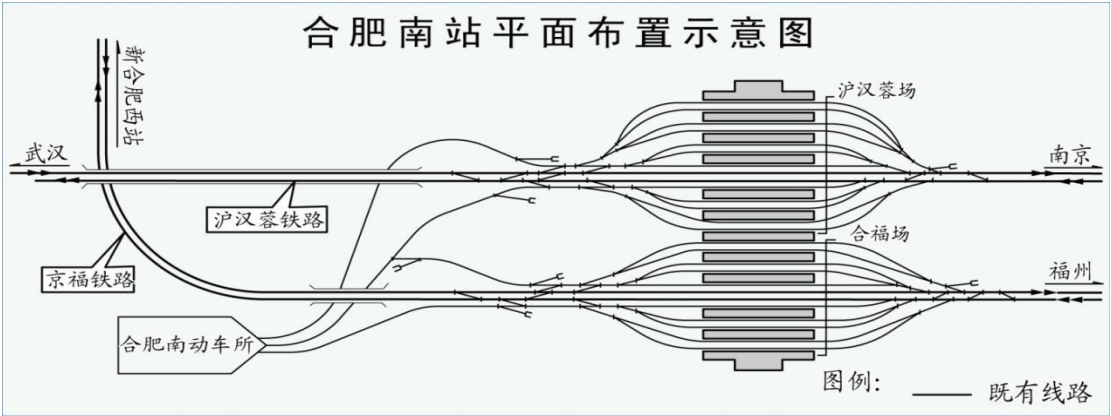 合肥南站平面布置示意图
新合肥西站
沪汉蓉场
武汉
南京
沪汉蓉铁路
合福场
京福铁路
福州
合肥南动车所
图例：
既有线路